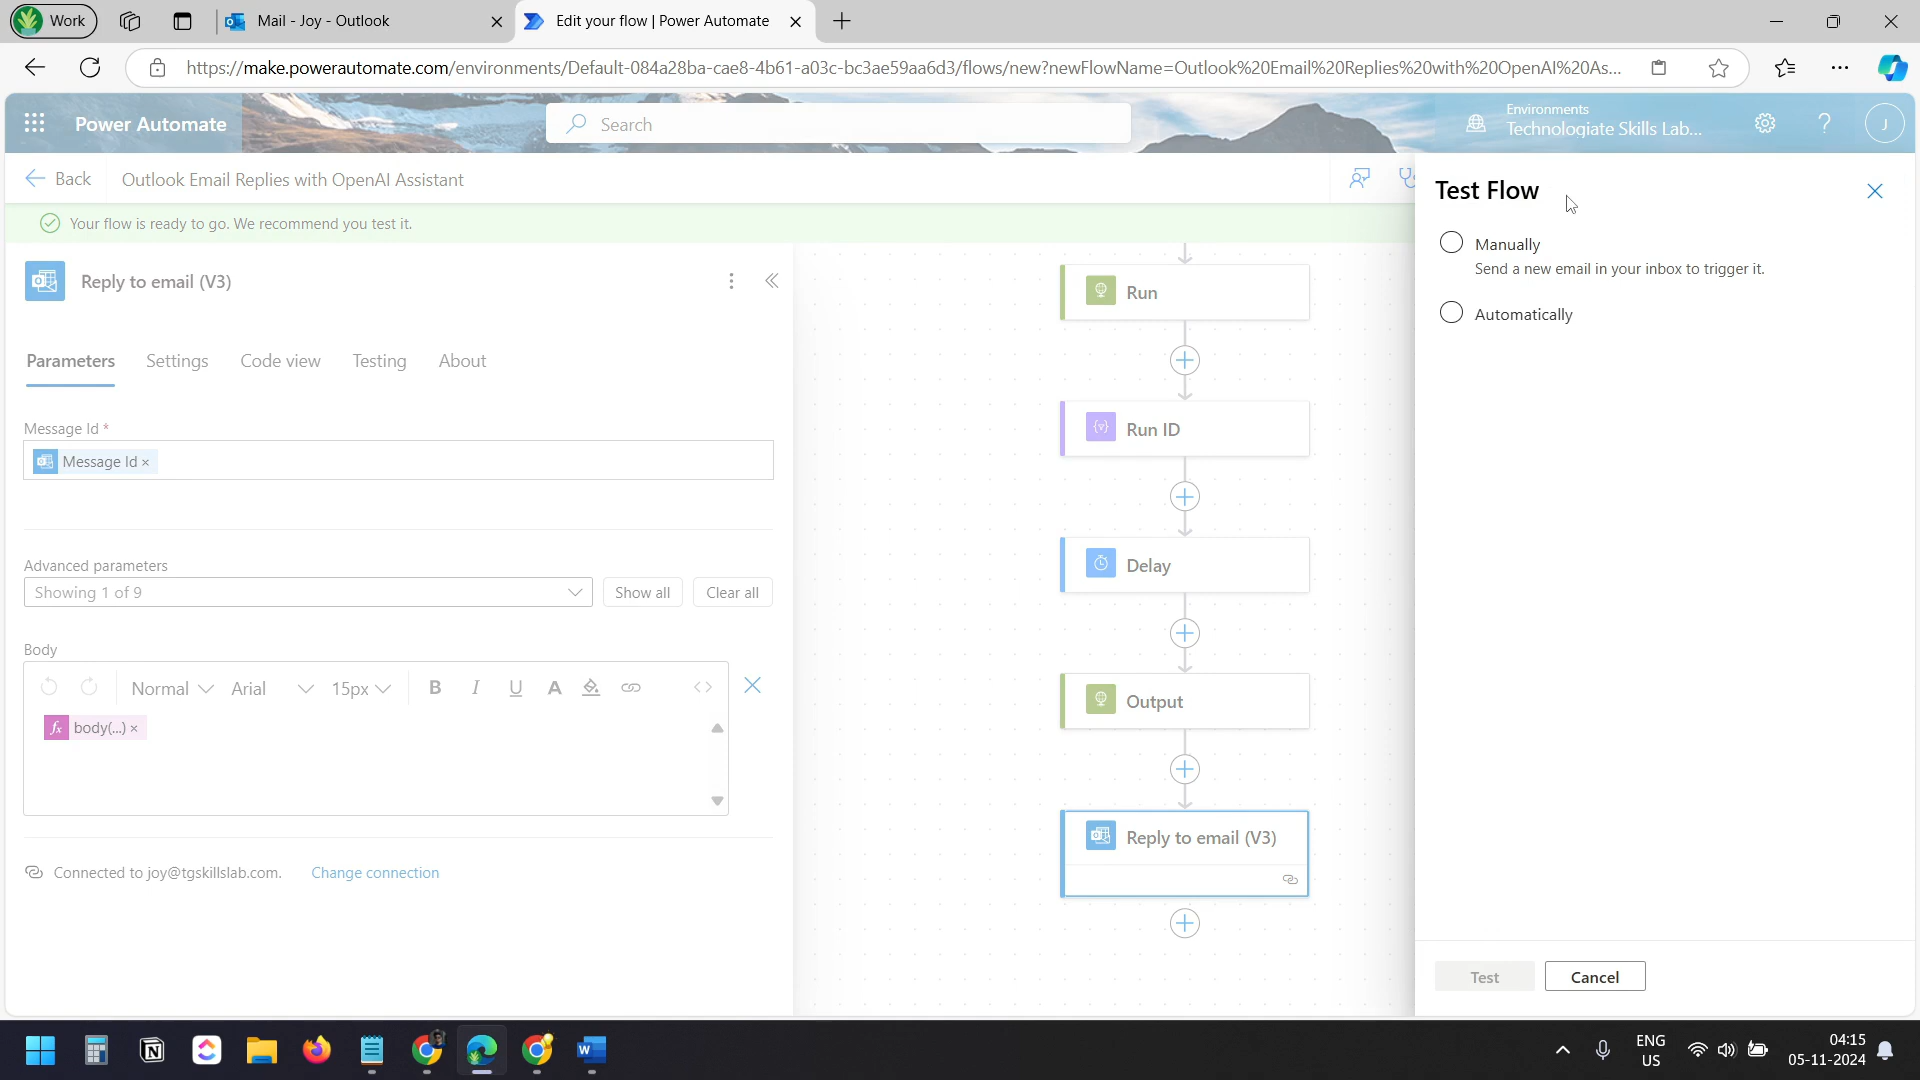 Work
Mail - Joy - Outlook
Edit your flow | Power Automate
https://make.powerautomate.com/environments/Default-084a28ba-cae8-4b61-a03c-bc3ae59aa6d3/flows/new?newFlowName=Outlook%20Email%20Replies%20with%20OpenAI%20As...
Power Automate
Search
Environments
Technologiate Skills Lab...
J
Back
Outlook Email Replies with OpenAI Assistant
Your flow is ready to go. We recommend you test it.
Reply to email (V3)
Parameters
Settings
Code view
Testing
About
Message Id *
Message Id ×
Advanced parameters
Showing 1 of 9
Show all
Clear all
Body
Normal
Arial
15px
B
I
U
A
fx body(...) ×
Connected to joy@tgskillslab.com.
Change connection
Run
Run ID
Delay
Output
Reply to email (V3)
Test Flow
Manually
Send a new email in your inbox to trigger it.
Automatically
Test
Cancel
ENG
US
04:15
05-11-2024